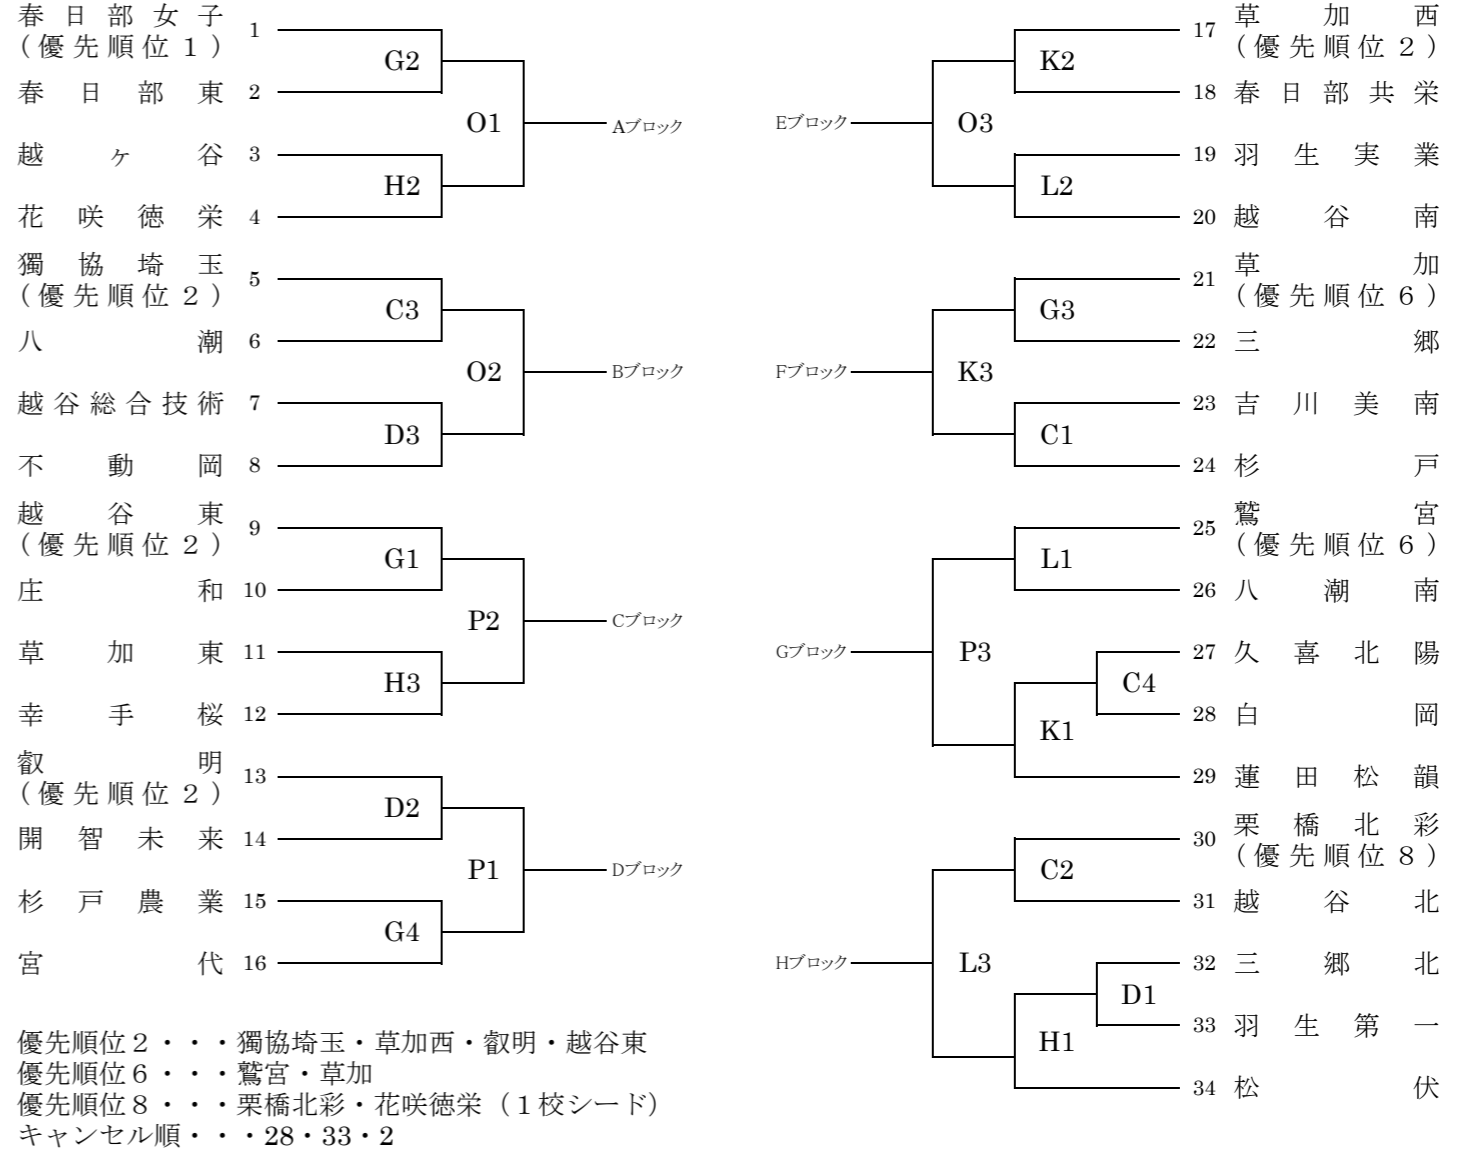 春日部女子
(優先順位1)
1
G2
春日部東 2
O1
Aブロック
越ヶ谷 3
H2
花咲徳栄 4
獨協埼玉
(優先順位2)
5
C3
八潮 6
O2
Bブロック
越谷総合技術 7
D3
不動岡 8
越谷東
(優先順位2)
9
G1
庄和 10
P2
Cブロック
草加東 11
H3
幸手桜 12
叡明
(優先順位2)
13
D2
開智未来 14
P1
Dブロック
杉戸農業 15
G4
宮代 16
17
草加西
(優先順位2)
K2
18 春日部共栄
Eブロック
O3
19 羽生実業
L2
20 越谷南
21
草加
(優先順位6)
G3
22 三郷
Fブロック
K3
23 吉川美南
C1
24 杉戸
25
鷲宮
(優先順位6)
L1
26 八潮南
Gブロック
P3
27 久喜北陽
C4
28 白岡
K1
29 蓮田松韻
30
栗橋北彩
(優先順位8)
C2
31 越谷北
Hブロック
L3
32 三郷北
D1
33 羽生第一
H1
34 松伏
優先順位2・・・獨協埼玉・草加西・叡明・越谷東
優先順位6・・・鷲宮・草加
優先順位8・・・栗橋北彩・花咲徳栄（1校シード）
キャンセル順・・・28・33・2